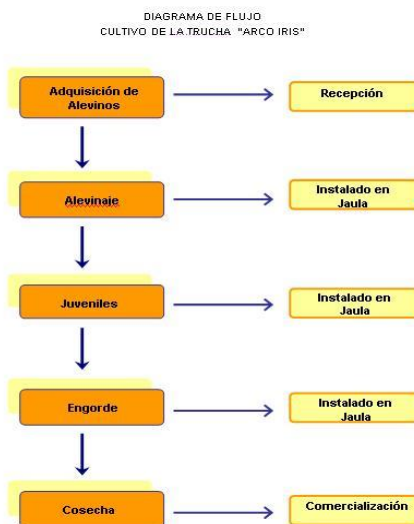 DIAGRAMA DE FLUJO
CULTIVO DE LA TRUCHA "ARCO IRIS"
Adquisición de
Alevinos
Recepción
Alevinaje
Instalado en
Jaula
Juveniles
Instalado en
Jaula
Engorde
Instalado en
Jaula
Cosecha
Comercialización